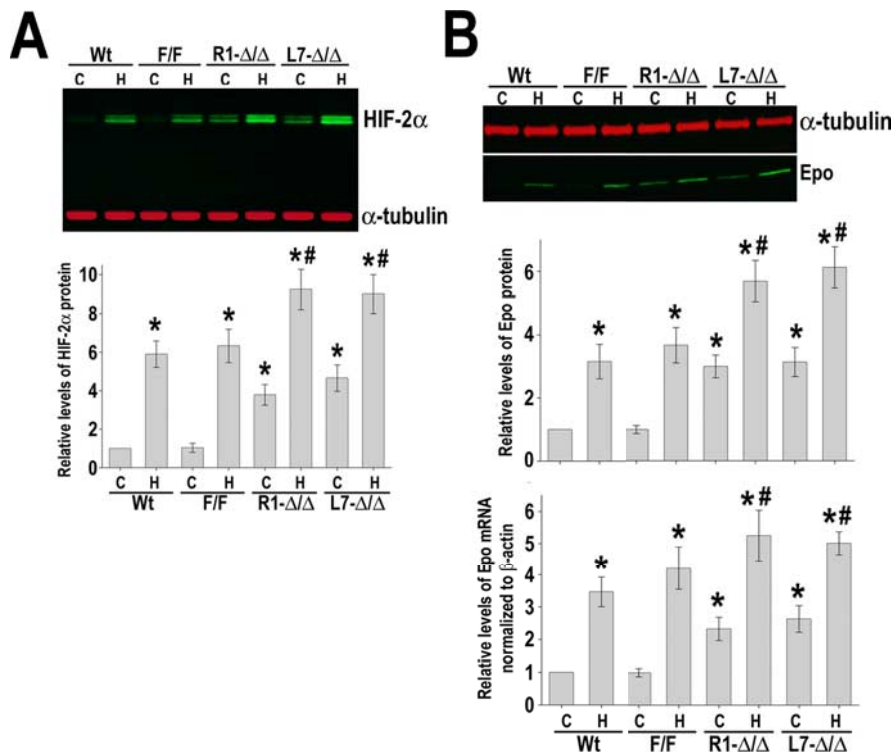 A
Wt F/F R1-Δ/Δ L7-Δ/Δ
C H C H C H C H
HIF-2α
α-tubulin
Relative levels of HIF-2α protein
10
8
6
4
2
0
* * * *# * *#
C H C H C H C H
Wt F/F R1-Δ/Δ L7-Δ/Δ
B
Wt F/F R1-Δ/Δ L7-Δ/Δ
C H C H C H C H
α-tubulin
Epo
Relative levels of Epo protein
6
4
2
0
* * * *# * *#
Relative levels of Epo mRNA
normalized to β-actin
6
5
4
3
2
1
0
* * * *# * *#
C H C H C H C H
Wt F/F R1-Δ/Δ L7-Δ/Δ